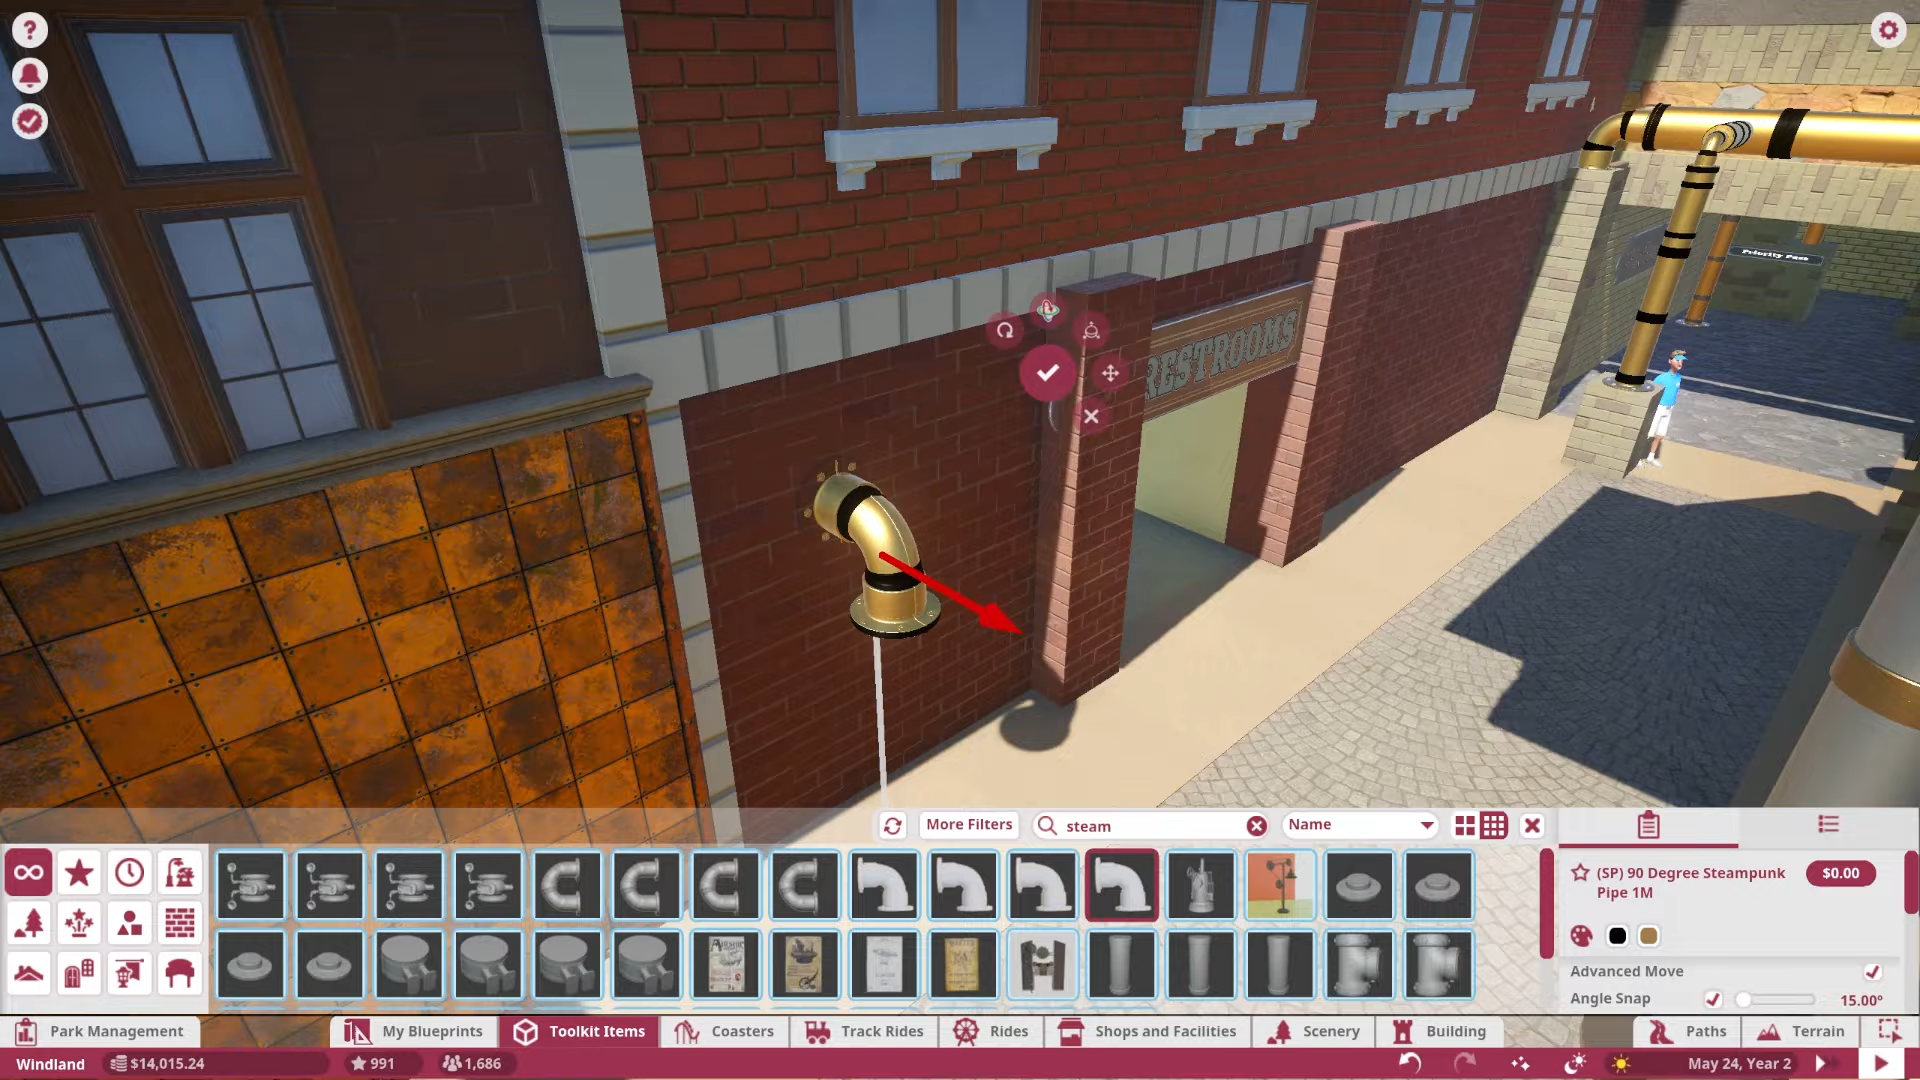 RESTROOMS
Priority Pass
More Filters
steam
Name
(SP) 90 Degree Steampunk
Pipe 1M
$0.00
Advanced Move
Angle Snap
15.00°
Park Management
My Blueprints
Toolkit Items
Coasters
Track Rides
Rides
Shops and Facilities
Scenery
Building
Paths
Terrain
Windland
$14,015.24
991
1,686
May 24, Year 2